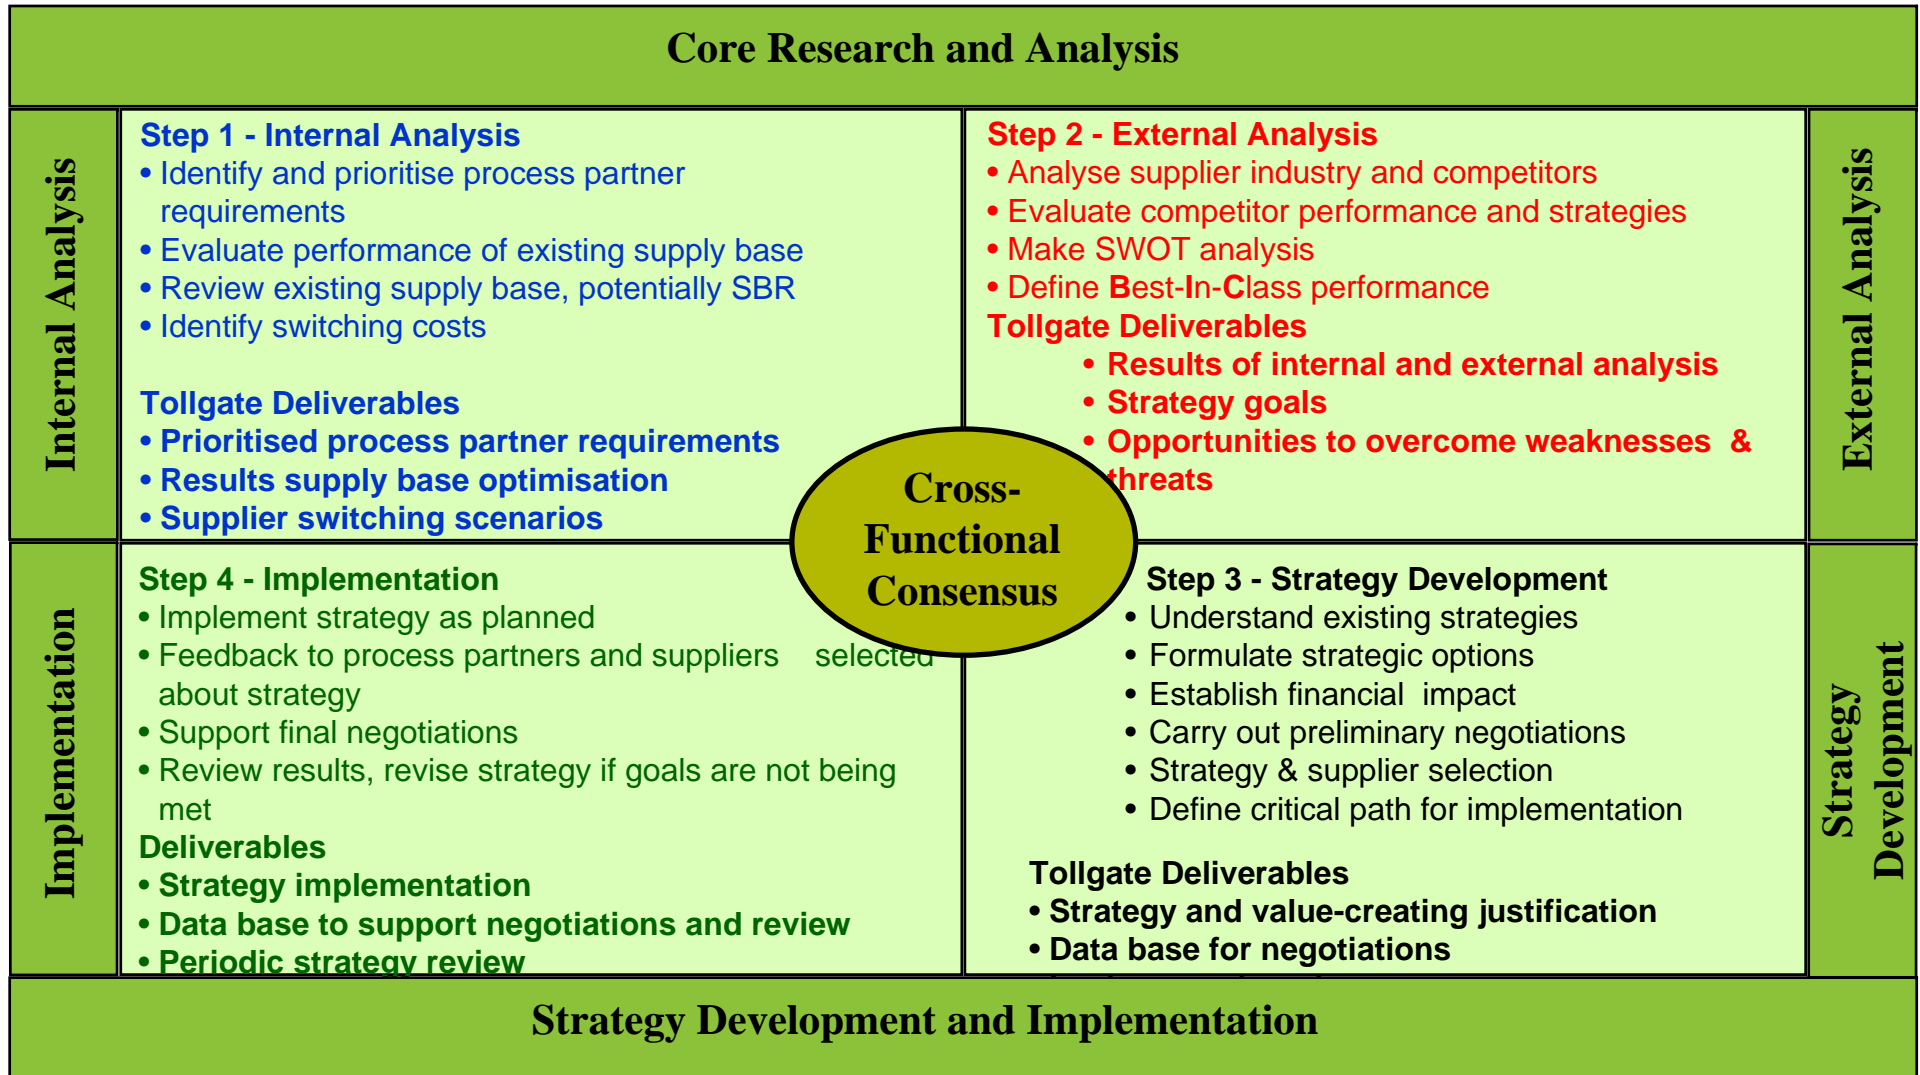 Core Research and Analysis
Internal Analysis
Step 1 - Internal Analysis
• Identify and prioritise process partner
requirements
• Evaluate performance of existing supply base
• Review existing supply base, potentially SBR
• Identify switching costs
Tollgate Deliverables
• Prioritised process partner requirements
• Results supply base optimisation
• Supplier switching scenarios
Step 2 - External Analysis
• Analyse supplier industry and competitors
• Evaluate competitor performance and strategies
• Make SWOT analysis
• Define Best-In-Class performance
Tollgate Deliverables
• Results of internal and external analysis
• Strategy goals
• Opportunities to overcome weaknesses &
threats
External Analysis
Cross-
Functional
Consensus
Implementation
Step 4 - Implementation
• Implement strategy as planned
• Feedback to process partners and suppliers selected
about strategy
• Support final negotiations
• Review results, revise strategy if goals are not being
met
Deliverables
• Strategy implementation
• Data base to support negotiations and review
• Periodic strategy review
Step 3 - Strategy Development
• Understand existing strategies
• Formulate strategic options
• Establish financial impact
• Carry out preliminary negotiations
• Strategy & supplier selection
• Define critical path for implementation
Tollgate Deliverables
• Strategy and value-creating justification
• Data base for negotiations
Strategy
Development
Strategy Development and Implementation